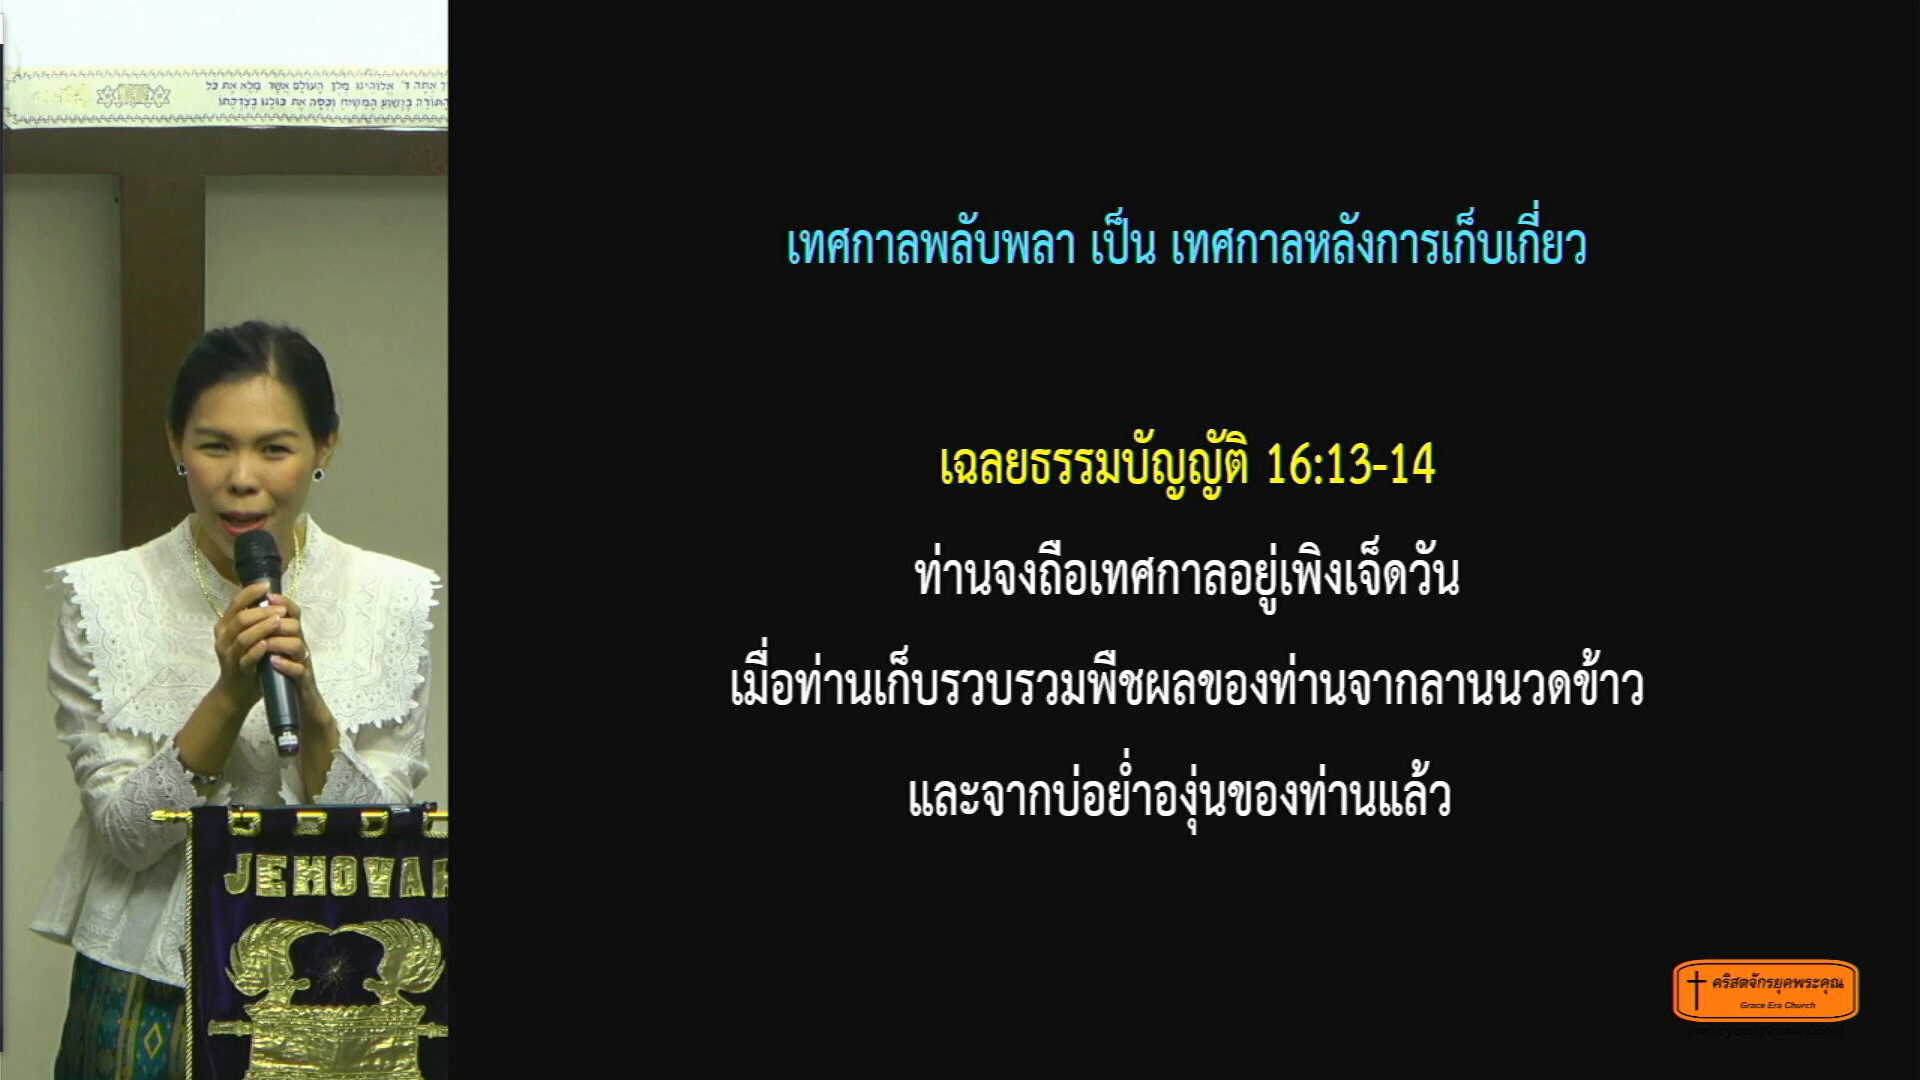 เทศกาลพลับพลา เป็น เทศกาลหลังการเก็บเกี่ยว
เฉลยธรรมบัญญัติ 16:13-14
ท่านจงถือเทศกาลอยู่เพิงเจ็ดวัน
เมื่อท่านเก็บรวบรวมพืชผลของท่านจากลานนวดข้าว
และจากบ่อย่ำองุ่นของท่านแล้ว
JEHOVAH
คริสตจักรยุคพระคุณ
Grace Era Church